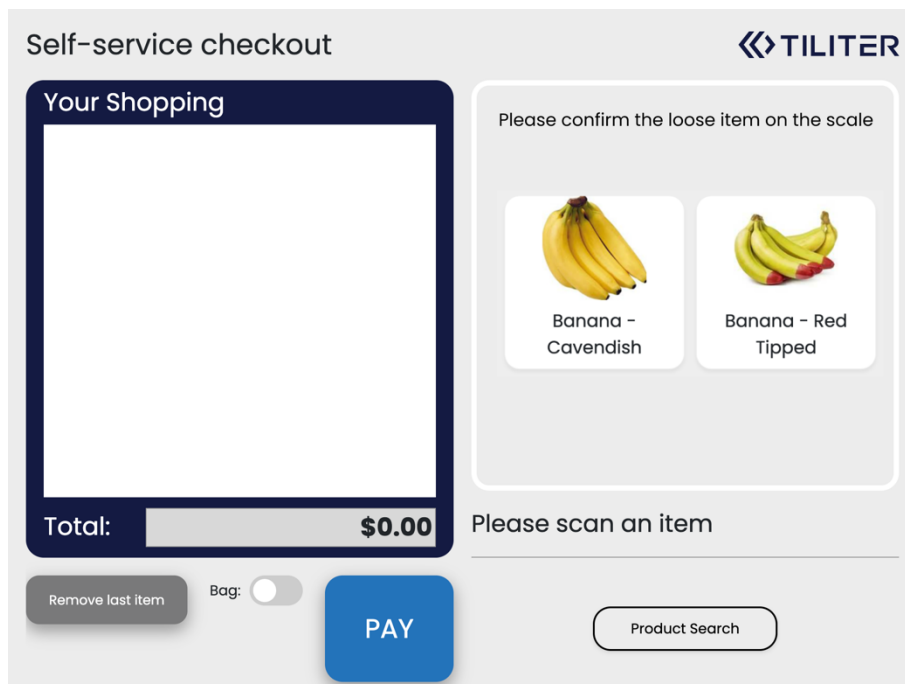 Self-service checkout
TILITER
Your Shopping
Please confirm the loose item on the scale
Banana -
Cavendish
Banana - Red
Tipped
Total:
$0.00
Please scan an item
Remove last item
Bag:
PAY
Product Search